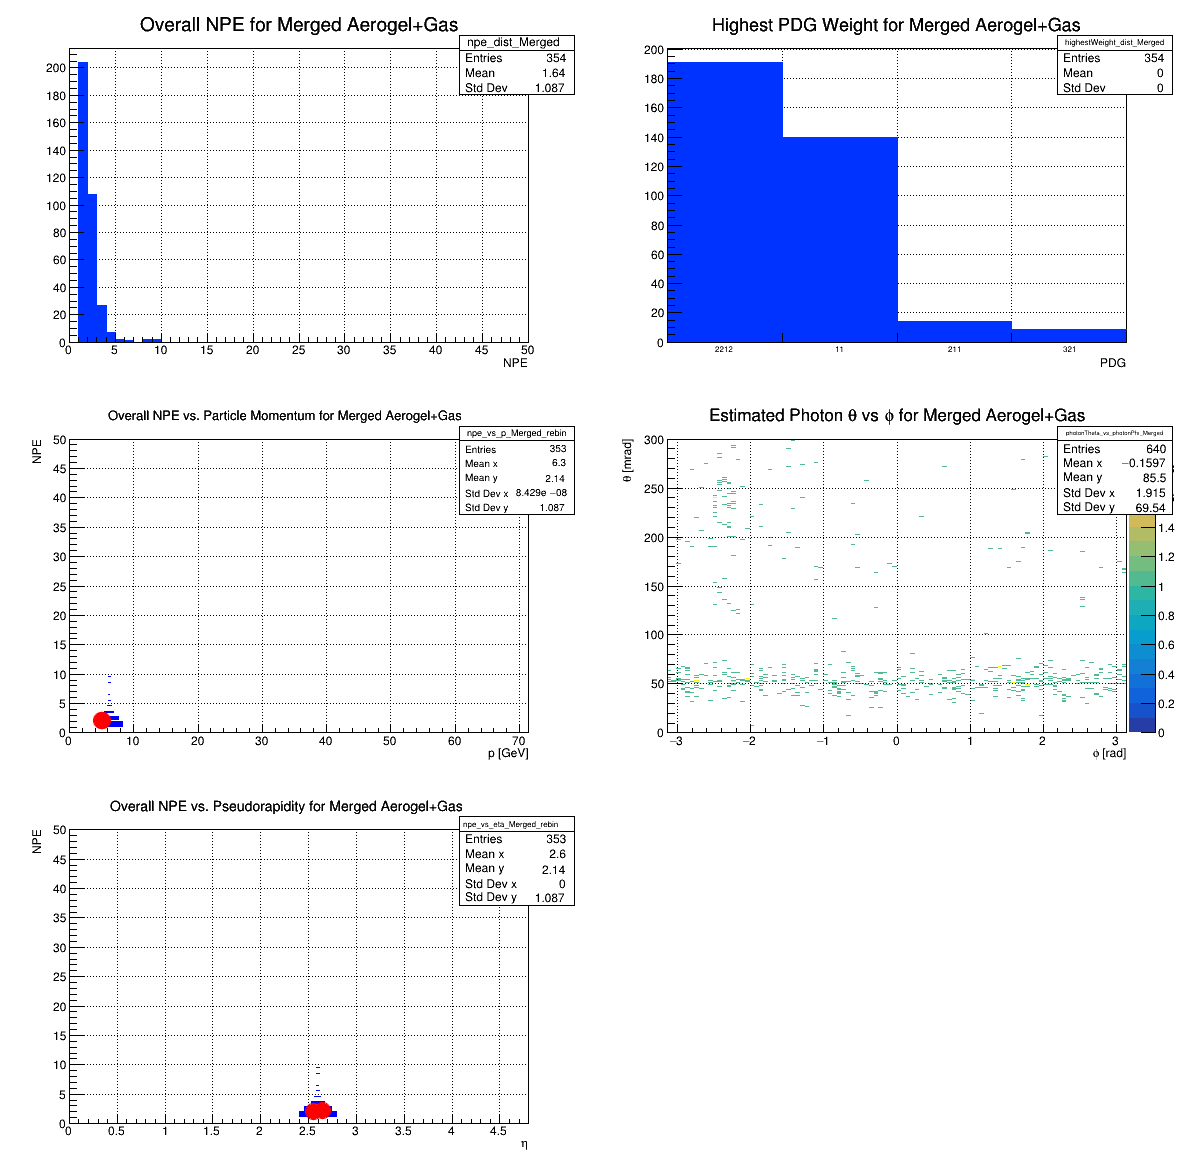 Overall NPE for Merged Aerogel+Gas
npe_dist_Merged
Entries 354
Mean 1.64
Std Dev 1.087
200
180
160
140
120
100
80
60
40
20
0
0 5 10 15 20 25 30 35 40 45 50
NPE
Highest PDG Weight for Merged Aerogel+Gas
highestWeight_dist_Merged
Entries 354
Mean 0
Std Dev 0
200
180
160
140
120
100
80
60
40
20
0
2212 11 211 321
PDG
Overall NPE vs. Particle Momentum for Merged Aerogel+Gas
npe_vs_p_Merged_rebin
Entries 353
Mean x 6.3
Mean y 2.14
Std Dev x 8.429e −08
Std Dev y 1.087
NPE
50
45
40
35
30
25
20
15
10
5
0
0 10 20 30 40 50 60 70
p [GeV]
Estimated Photon θ vs ϕ for Merged Aerogel+Gas
photonTheta_vs_photonPhi_Merged
Entries 640
Mean x −0.1597
Mean y 85.5
Std Dev x 1.915
Std Dev y 69.54
θ [mrad]
300
250
200
150
100
50
0
−3 −2 −1 0 1 2 3
ϕ [rad]
1.4
1.2
1
0.8
0.6
0.4
0.2
0
Overall NPE vs. Pseudorapidity for Merged Aerogel+Gas
npe_vs_eta_Merged_rebin
Entries 353
Mean x 2.6
Mean y 2.14
Std Dev x 0
Std Dev y 1.087
NPE
50
45
40
35
30
25
20
15
10
5
0
0 0.5 1 1.5 2 2.5 3 3.5 4 4.5
η